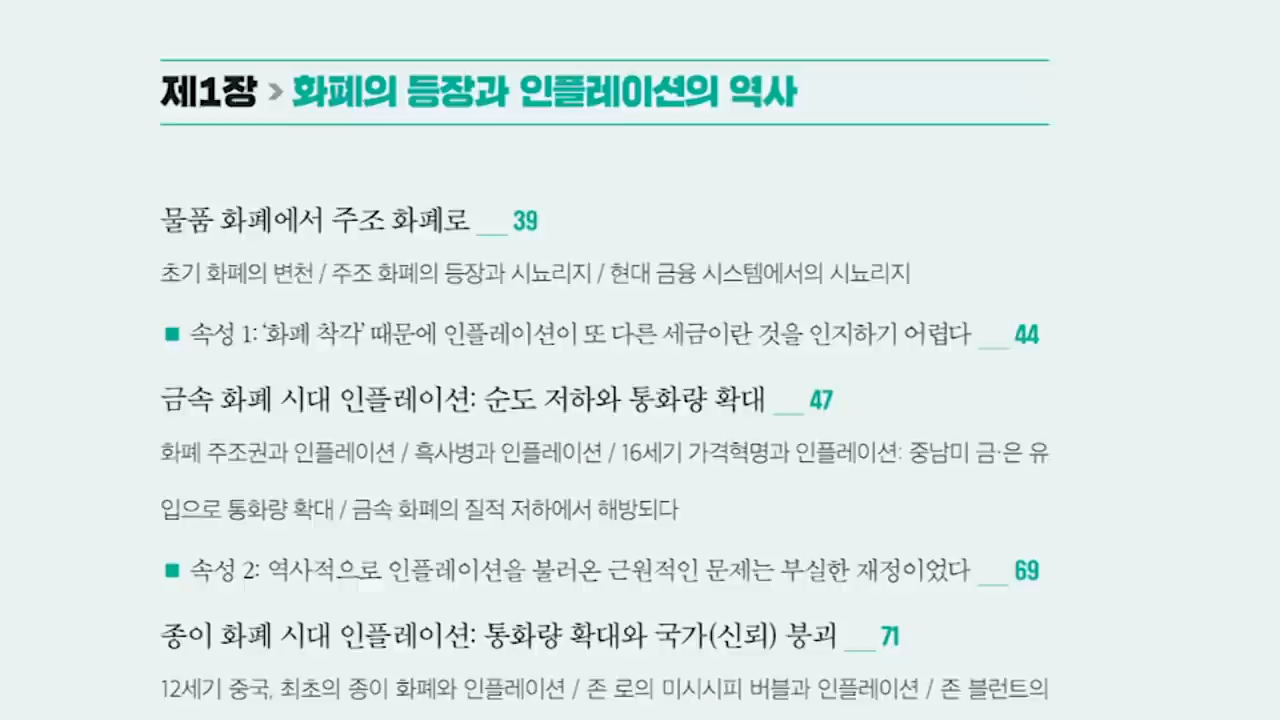 제1장 > 화폐의 등장과 인플레이션의 역사
물품 화폐에서 주조 화폐로 __ 39
초기 화폐의 변천 / 주조 화폐의 등장과 시뇨리지 / 현대 금융 시스템에서의 시뇨리지
■ 속성 1: ‘화폐 착각’ 때문에 인플레이션이 또 다른 세금이란 것을 인지하기 어렵다 __ 44
금속 화폐 시대 인플레이션: 순도 저하와 통화량 확대 __ 47
화폐 주조권과 인플레이션 / 흑사병과 인플레이션 / 16세기 가격혁명과 인플레이션: 중남미 금·은 유
입으로 통화량 확대 / 금속 화폐의 질적 저하에서 해방되다
■ 속성 2: 역사적으로 인플레이션을 불러온 근원적인 문제는 부실한 재정이었다 __ 69
종이 화폐 시대 인플레이션: 통화량 확대와 국가(신뢰) 붕괴 __ 71
12세기 중국, 최초의 종이 화폐와 인플레이션 / 존 로의 미시시피 버블과 인플레이션 / 존 블런트의